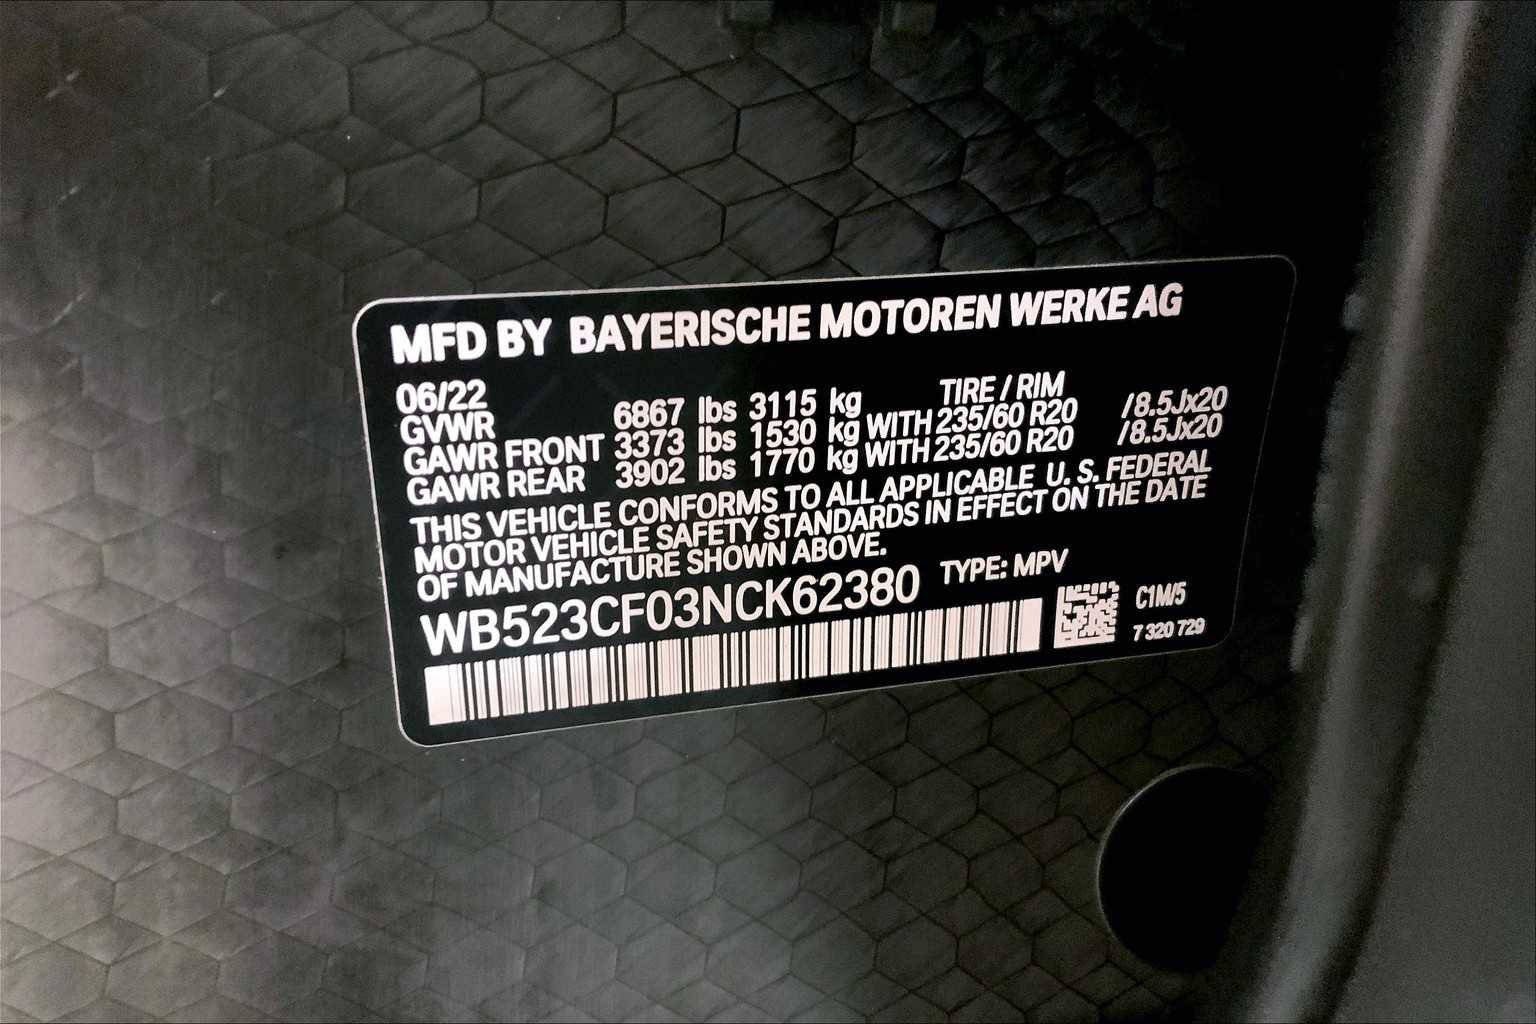 MFD BY BAYERISCHE MOTOREN WERKE AG
06/22 TIRE / RIM
GVWR 6867 lbs 3115 kg
GAWR FRONT 3373 lbs 1530 kg WITH 235/60 R20 /8.5Jx20
GAWR REAR 3902 lbs 1770 kg WITH 235/60 R20 /8.5Jx20
THIS VEHICLE CONFORMS TO ALL APPLICABLE U. S. FEDERAL
MOTOR VEHICLE SAFETY STANDARDS IN EFFECT ON THE DATE
OF MANUFACTURE SHOWN ABOVE.
WB523CF03NCK62380 TYPE: MPV
C1M/5
7 320 729